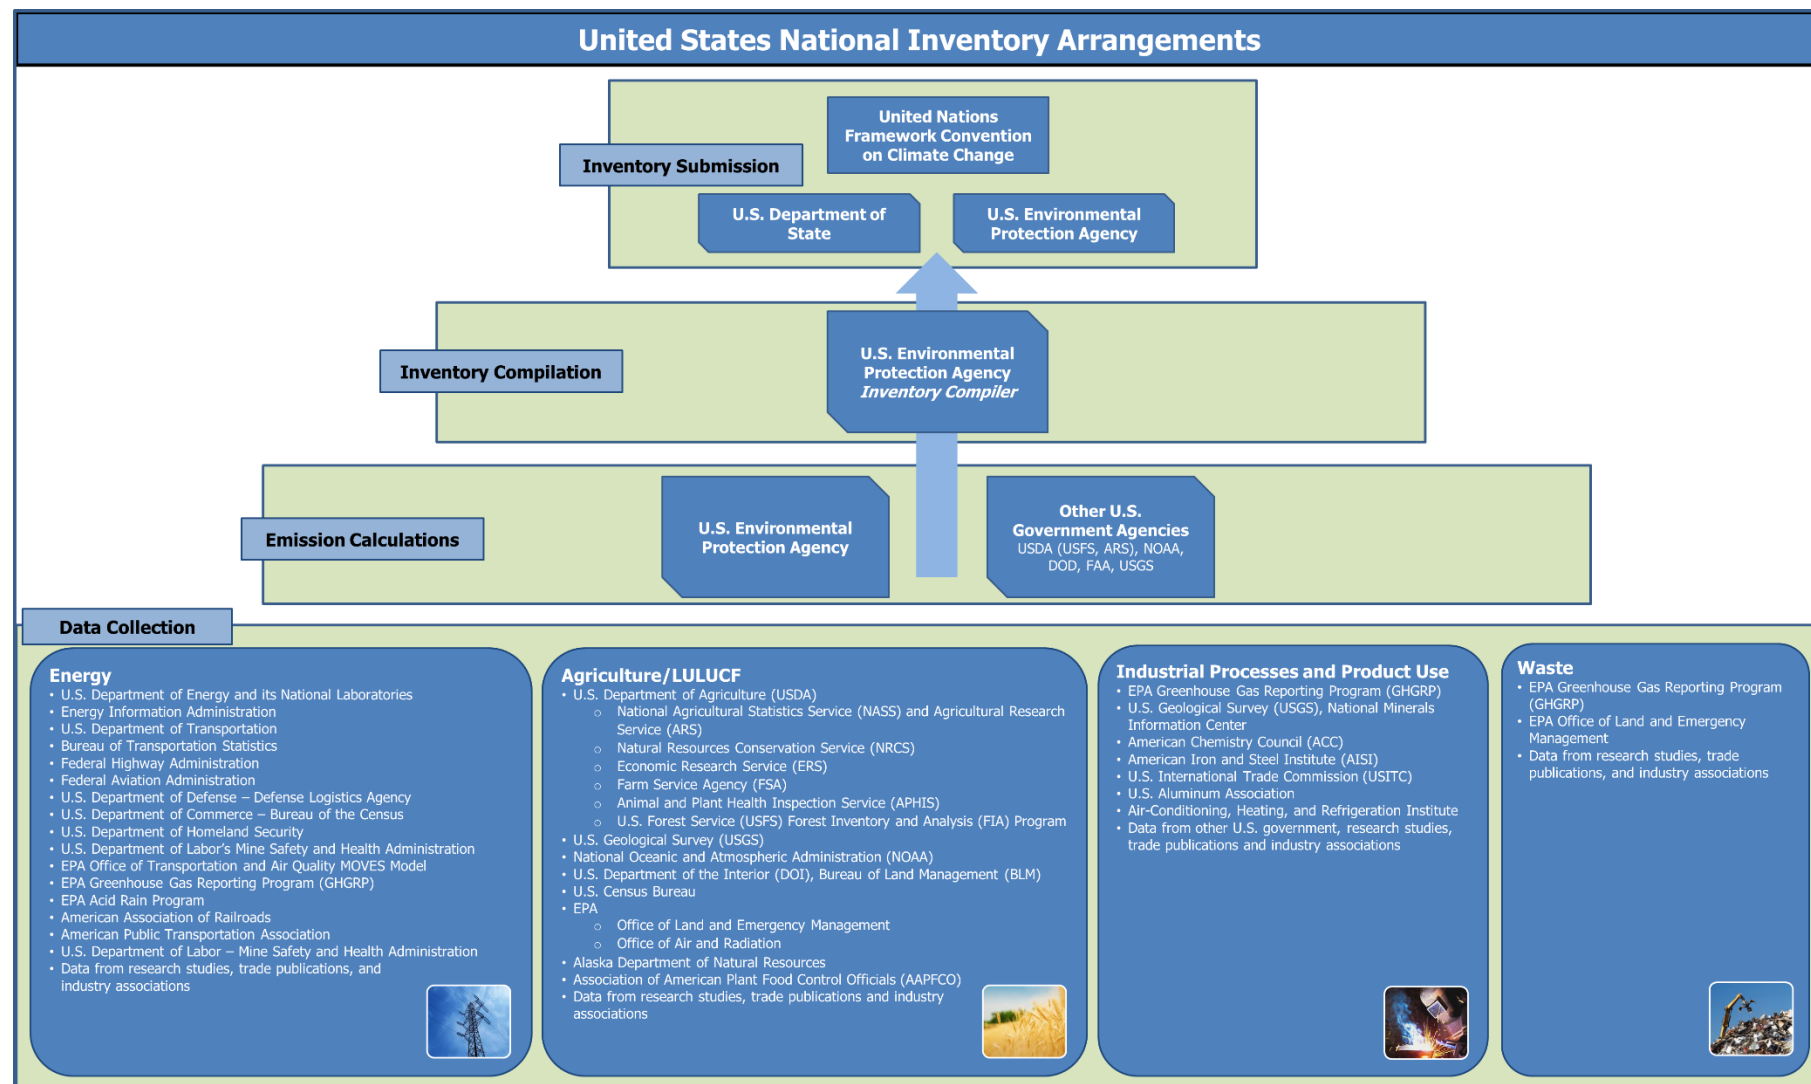 United States National Inventory Arrangements
United Nations
Framework Convention
on Climate Change
Inventory Submission
U.S. Department of
State
U.S. Environmental
Protection Agency
U.S. Environmental
Protection Agency
Inventory Compiler
Inventory Compilation
Emission Calculations
U.S. Environmental
Protection Agency
Other U.S.
Government Agencies
USDA (USFS, ARS), NOAA,
DOD, FAA, USGS
Data Collection
Energy
• U.S. Department of Energy and its National Laboratories
• Energy Information Administration
• U.S. Department of Transportation
• Bureau of Transportation Statistics
• Federal Highway Administration
• Federal Aviation Administration
• U.S. Department of Defense – Defense Logistics Agency
• U.S. Department of Commerce – Bureau of the Census
• U.S. Department of Homeland Security
• U.S. Department of Labor's Mine Safety and Health Administration
• EPA Office of Transportation and Air Quality MOVES Model
• EPA Greenhouse Gas Reporting Program (GHGRP)
• EPA Acid Rain Program
• American Association of Railroads
• American Public Transportation Association
• U.S. Department of Labor – Mine Safety and Health Administration
• Data from research studies, trade publications, and
industry associations
Agriculture/LULUCF
• U.S. Department of Agriculture (USDA)
o National Agricultural Statistics Service (NASS) and Agricultural Research
Service (ARS)
o Natural Resources Conservation Service (NRCS)
o Economic Research Service (ERS)
o Farm Service Agency (FSA)
o Animal and Plant Health Inspection Service (APHIS)
o U.S. Forest Service (USFS) Forest Inventory and Analysis (FIA) Program
• U.S. Geological Survey (USGS)
• National Oceanic and Atmospheric Administration (NOAA)
• U.S. Department of the Interior (DOI), Bureau of Land Management (BLM)
• U.S. Census Bureau
• EPA
o Office of Land and Emergency Management
o Office of Air and Radiation
• Alaska Department of Natural Resources
• Association of American Plant Food Control Officials (AAPFCO)
• Data from research studies, trade publications and industry
associations
Industrial Processes and Product Use
• EPA Greenhouse Gas Reporting Program (GHGRP)
• U.S. Geological Survey (USGS), National Minerals
Information Center
• American Chemistry Council (ACC)
• American Iron and Steel Institute (AISI)
• U.S. International Trade Commission (USITC)
• U.S. Aluminum Association
• Air-Conditioning, Heating, and Refrigeration Institute
• Data from other U.S. government, research studies,
trade publications and industry associations
Waste
• EPA Greenhouse Gas Reporting Program
(GHGRP)
• EPA Office of Land and Emergency
Management
• Data from research studies, trade
publications, and industry associations